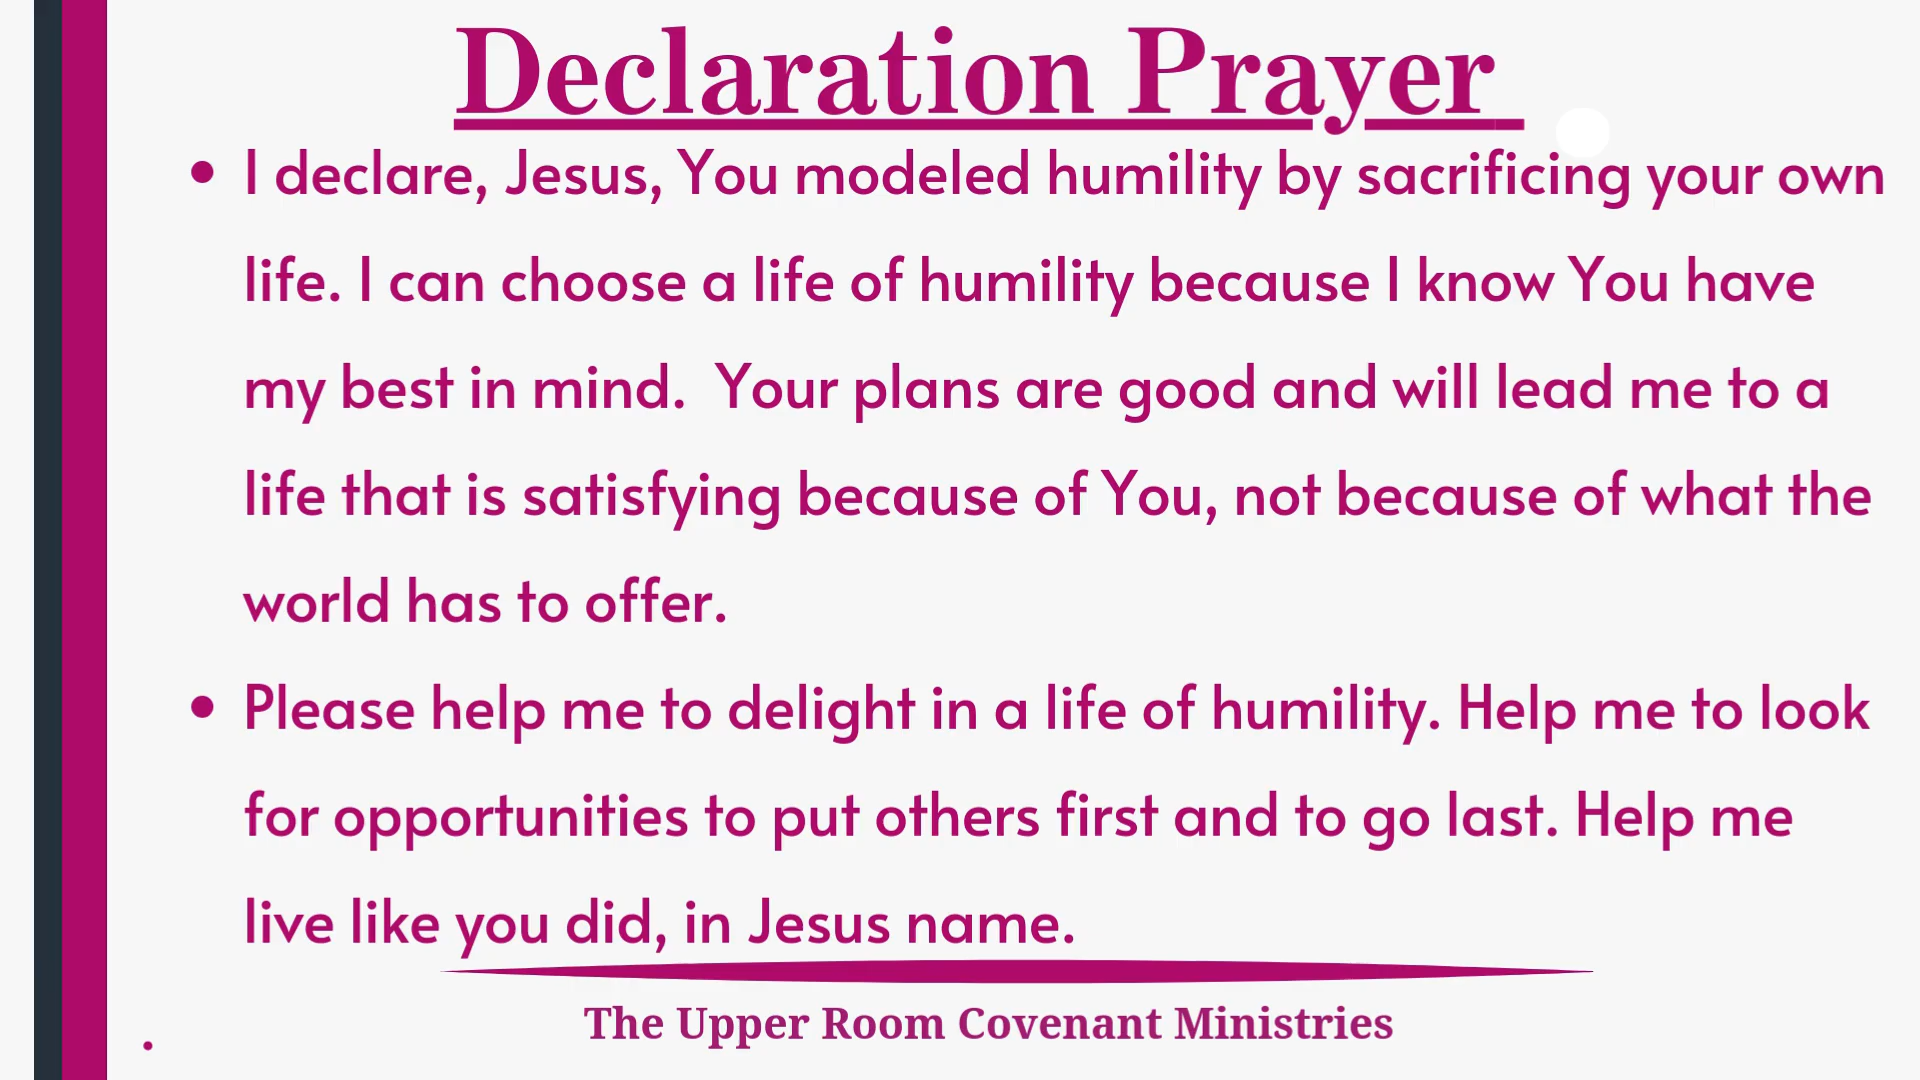 Declaration Prayer
• I declare, Jesus, You modeled humility by sacrificing your own
life. I can choose a life of humility because I know You have
my best in mind.  Your plans are good and will lead me to a
life that is satisfying because of You, not because of what the
world has to offer.
• Please help me to delight in a life of humility. Help me to look
for opportunities to put others first and to go last. Help me
live like you did, in Jesus name.
The Upper Room Covenant Ministries
.